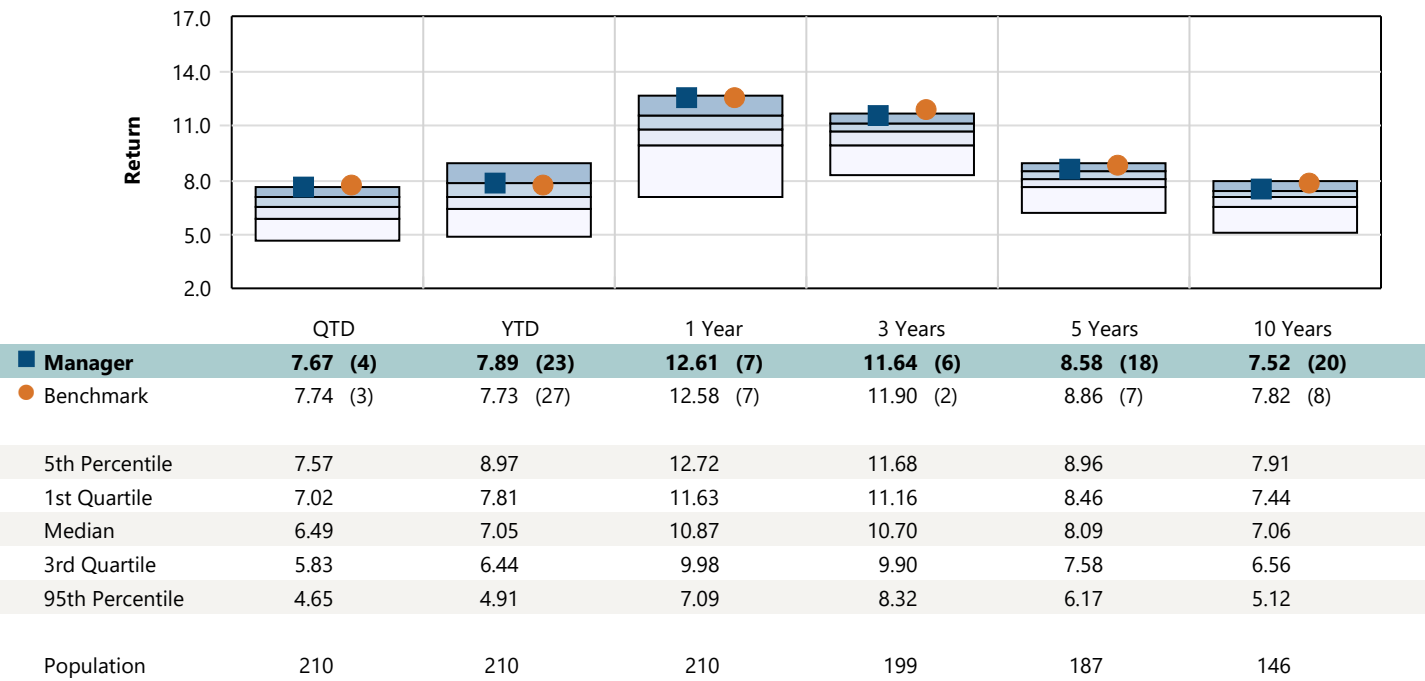 17.0
14.0
11.0
8.0
5.0
2.0
Return
QTD YTD 1 Year 3 Years 5 Years 10 Years
Manager 7.67 (4) 7.89 (23) 12.61 (7) 11.64 (6) 8.58 (18) 7.52 (20)
Benchmark 7.74 (3) 7.73 (27) 12.58 (7) 11.90 (2) 8.86 (7) 7.82 (8)
5th Percentile 7.57 8.97 12.72 11.68 8.96 7.91
1st Quartile 7.02 7.81 11.63 11.16 8.46 7.44
Median 6.49 7.05 10.87 10.70 8.09 7.06
3rd Quartile 5.83 6.44 9.98 9.90 7.58 6.56
95th Percentile 4.65 4.91 7.09 8.32 6.17 5.12
Population 210 210 210 199 187 146